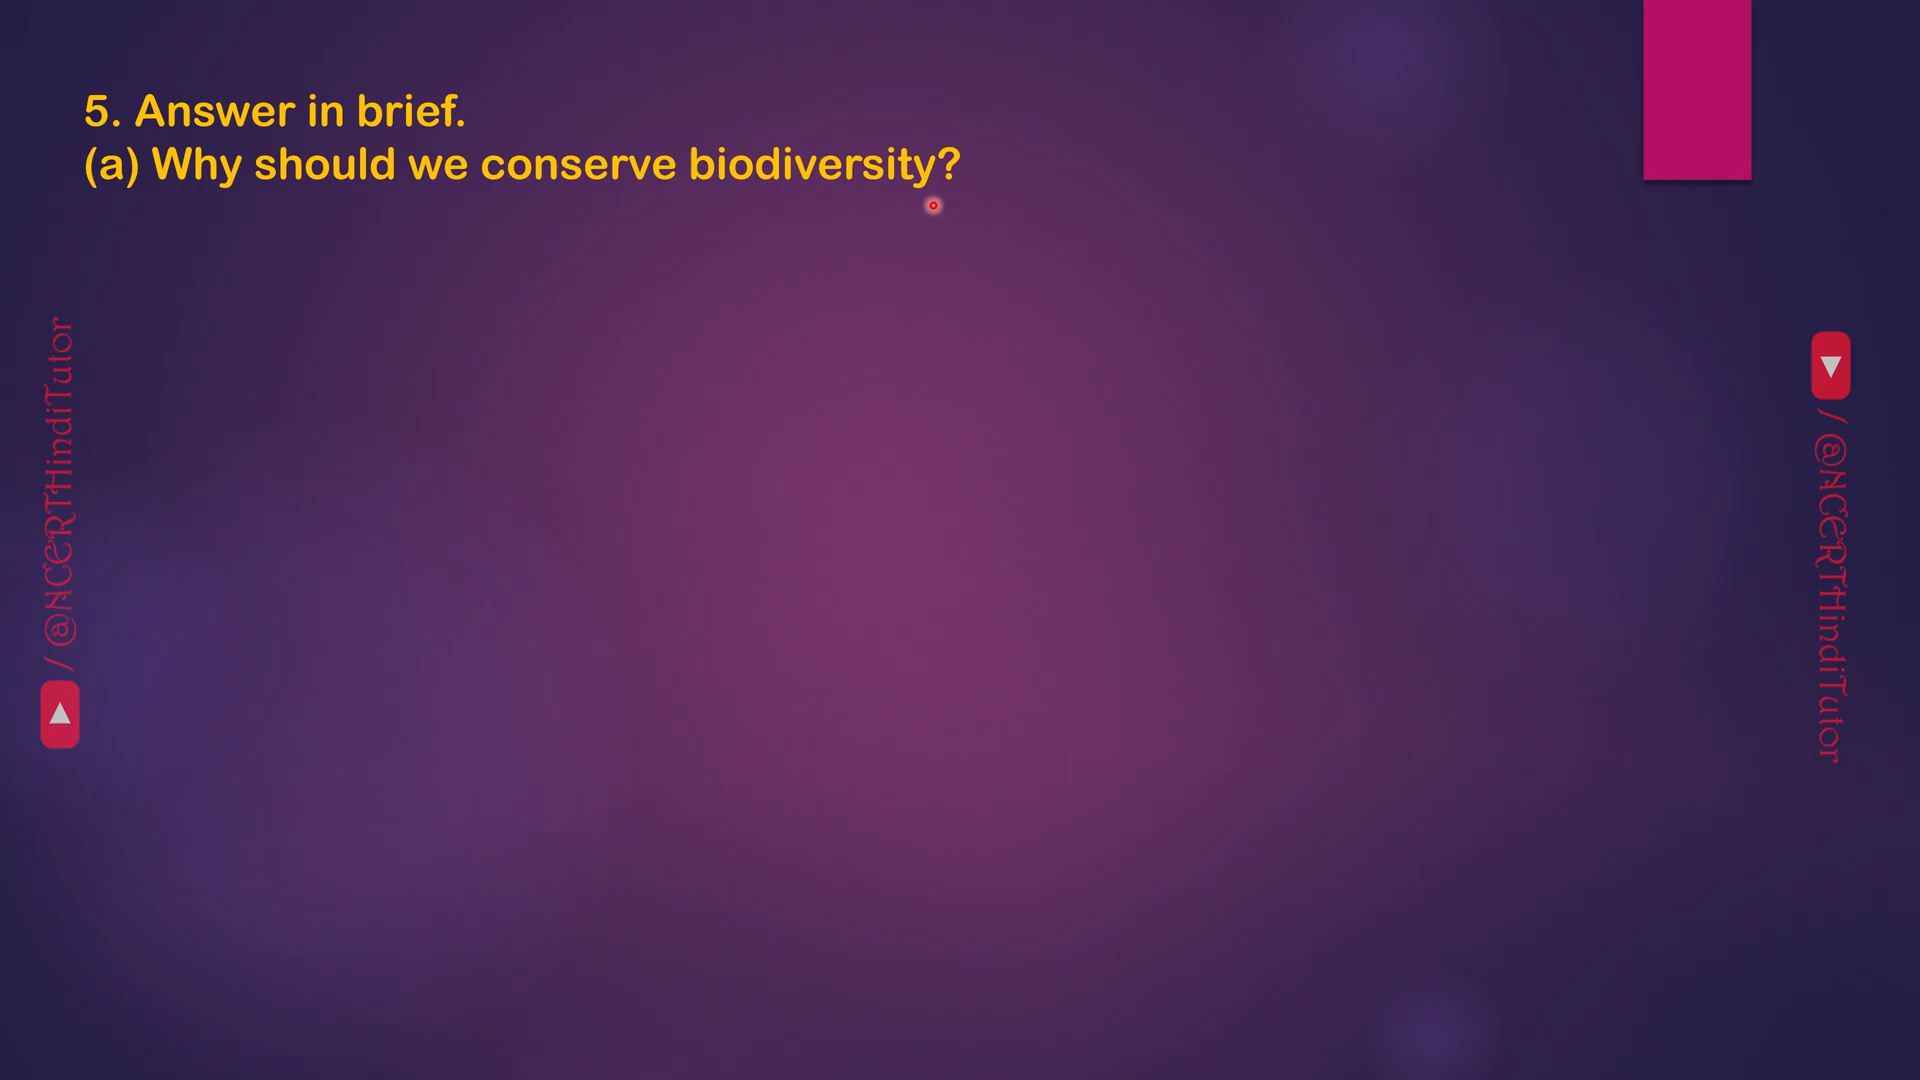 5. Answer in brief.
(a) Why should we conserve biodiversity?
/ @NCERTHindiTutor
/ @NCERTHindiTutor